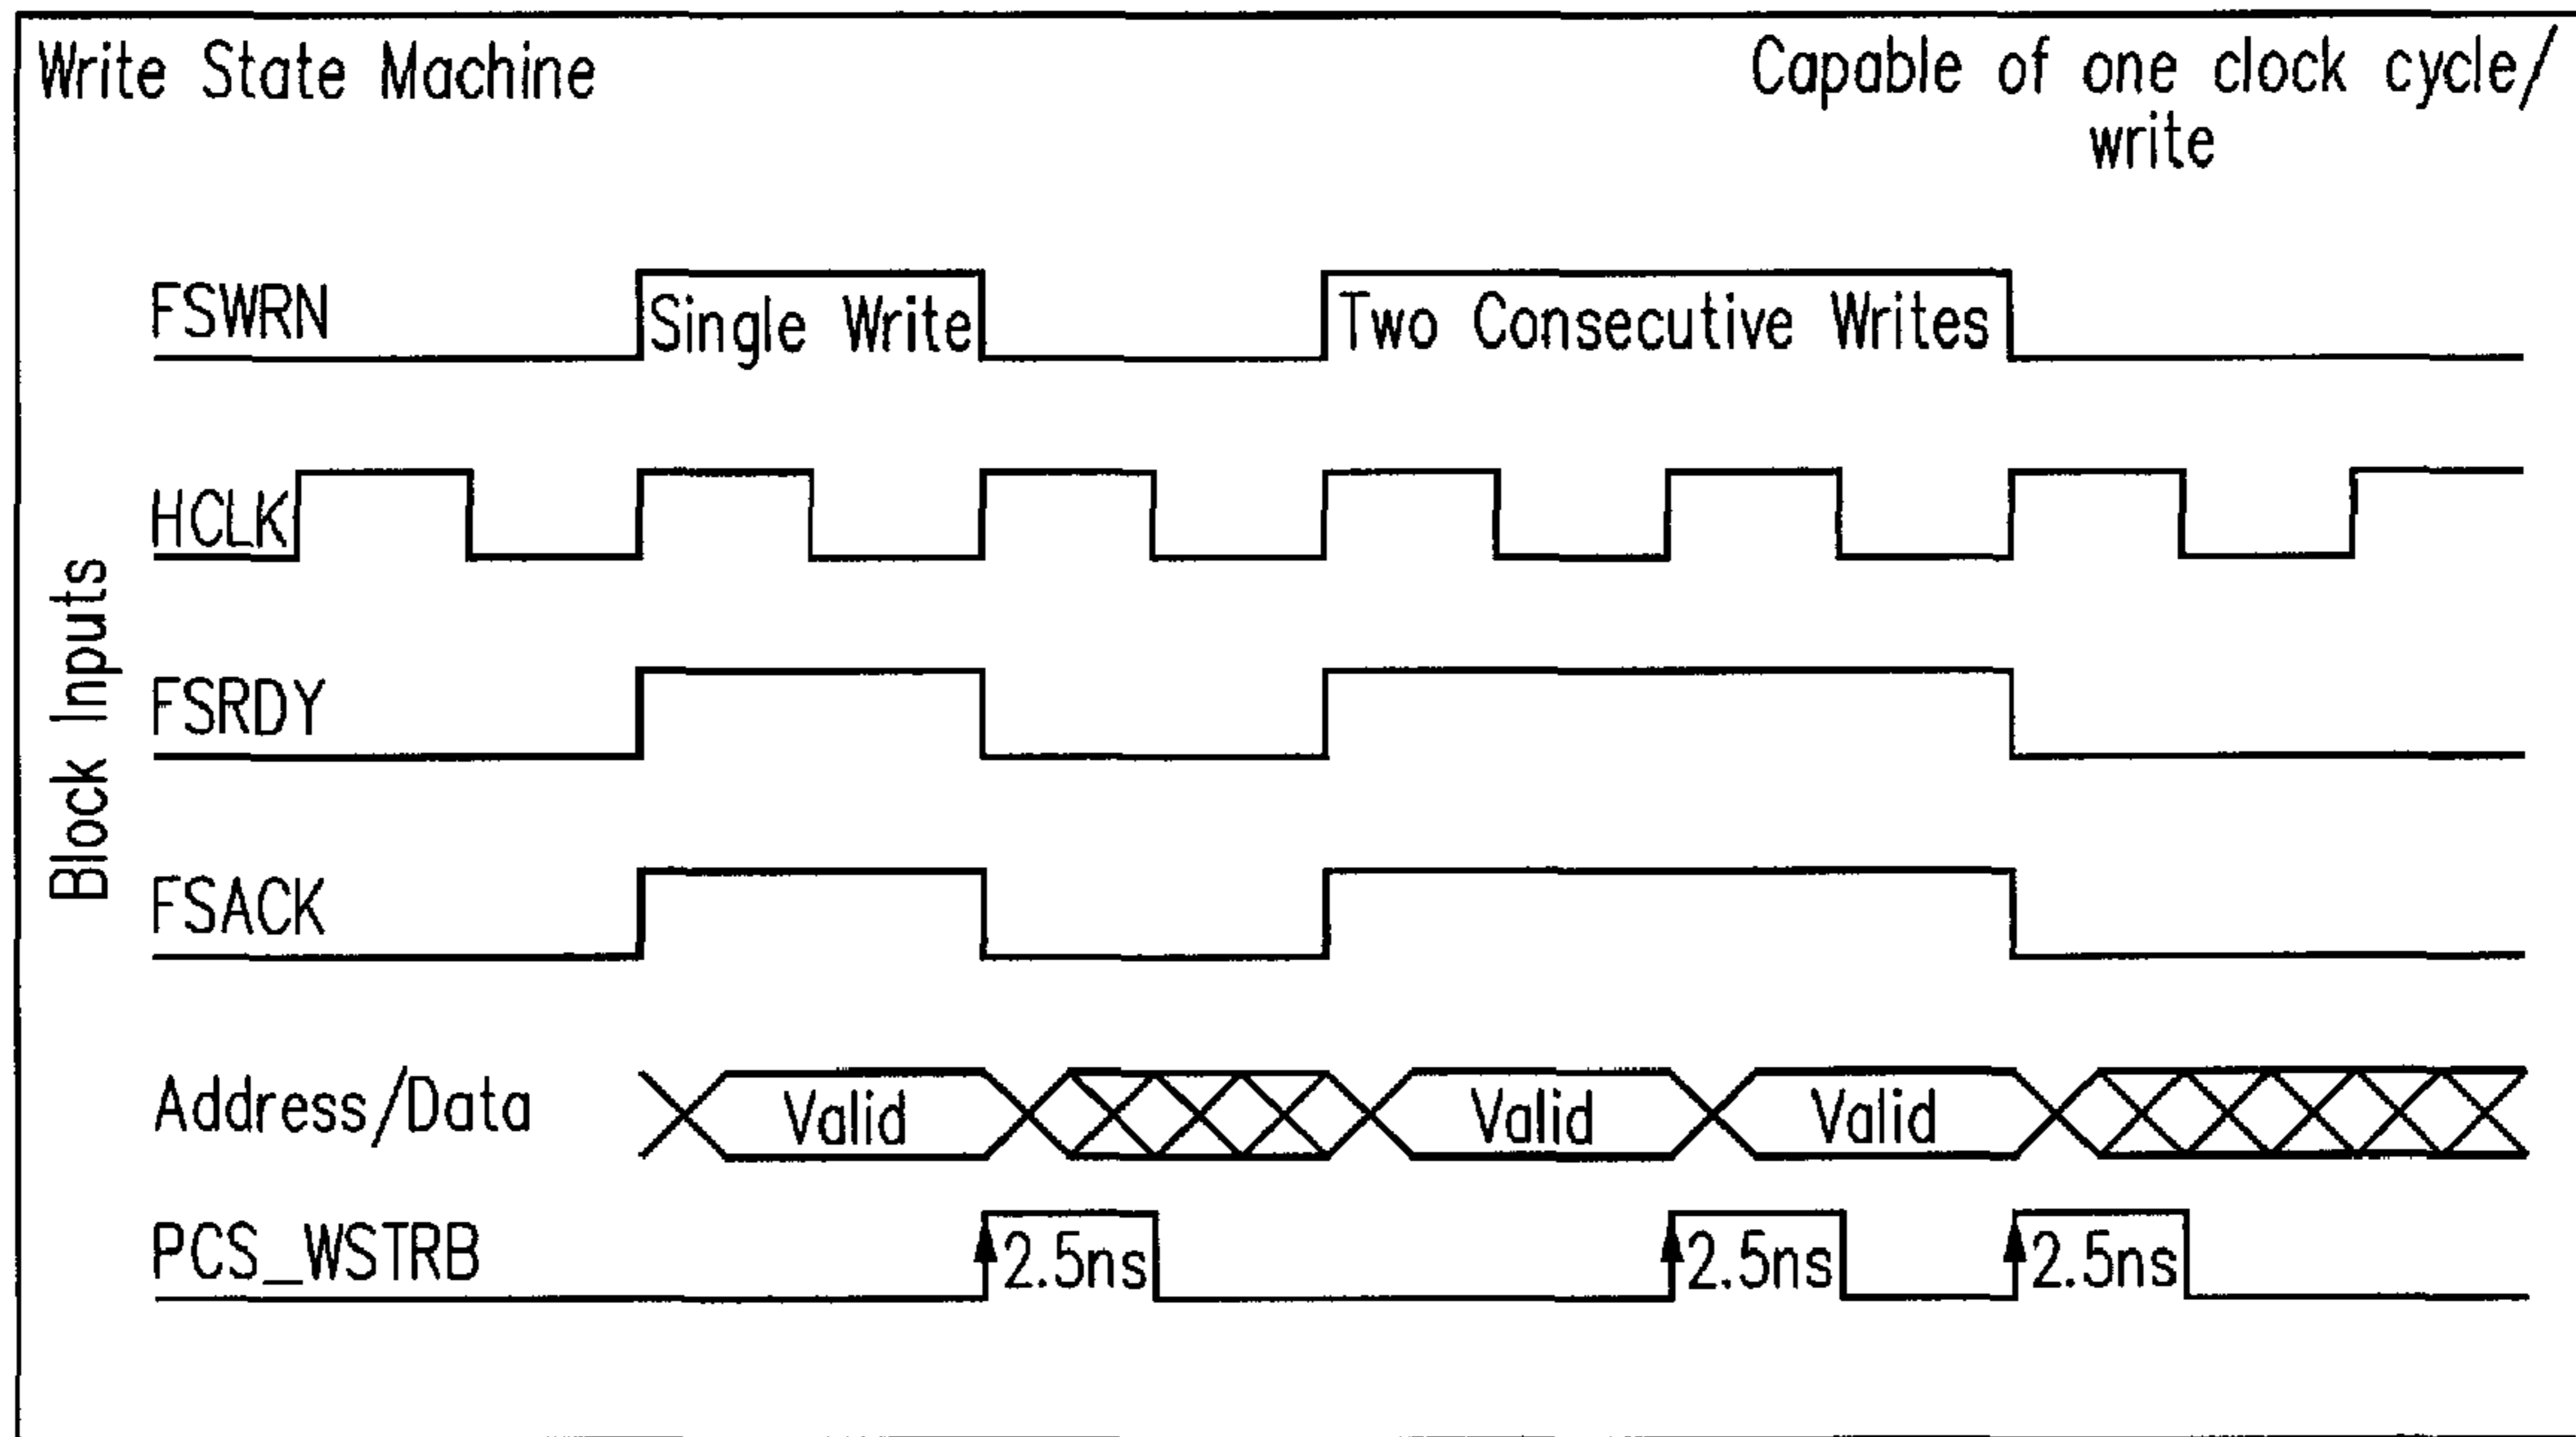 Write State Machine
Capable of one clock cycle/
write
Block Inputs
FSWRN
Single Write
Two Consecutive Writes
HCLK
FSRDY
FSACK
Address/Data
Valid
Valid
Valid
PCS_WSTRB
2.5ns
2.5ns
2.5ns